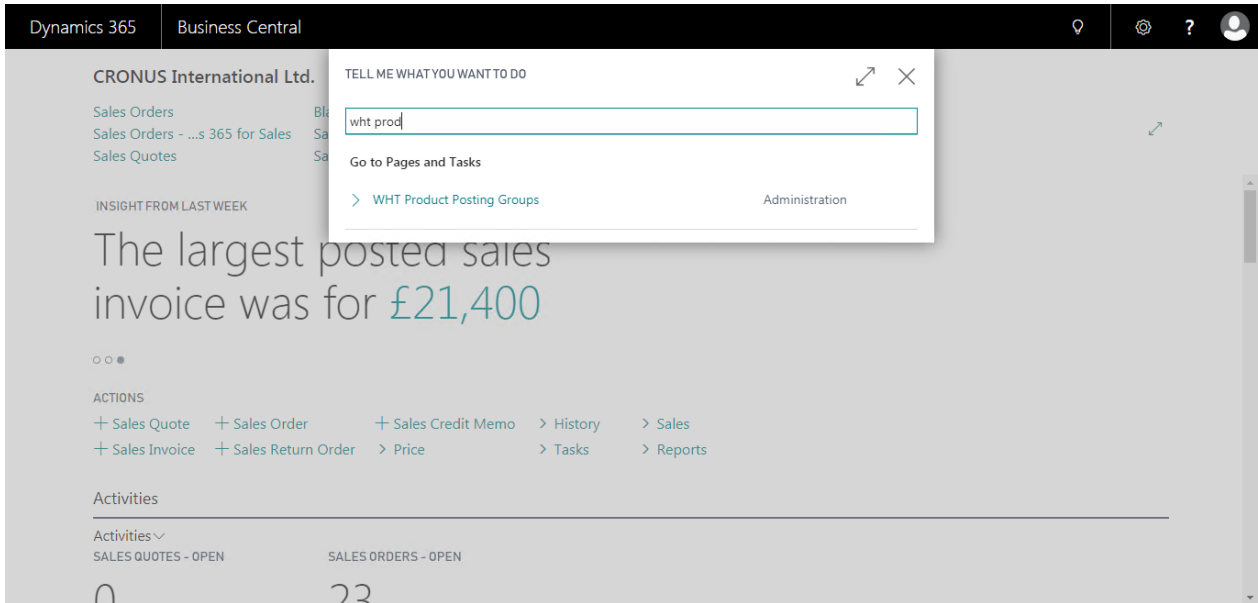 Dynamics 365 Business Central ?
CRONUS International Ltd.
TELL ME WHAT YOU WANT TO DO
wht prod
Go to Pages and Tasks
WHT Product Posting Groups Administration
Sales Orders
Sales Orders - ...s 365 for Sales
Sales Quotes
INSIGHT FROM LAST WEEK
The largest posted sales
invoice was for £21,400
ACTIONS
+ Sales Quote + Sales Order + Sales Credit Memo > History > Sales
+ Sales Invoice + Sales Return Order > Price > Tasks > Reports
Activities
Activities
SALES QUOTES - OPEN SALES ORDERS - OPEN
0 23